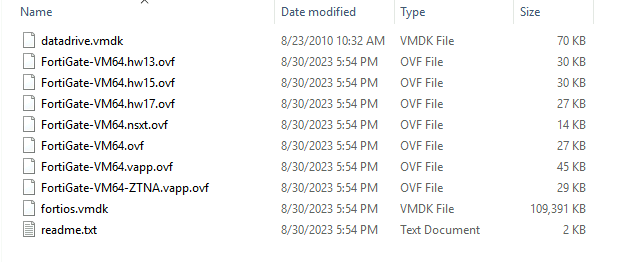 Name Date modified Type Size
datadrive.vmdk 8/23/2010 10:32 AM VMDK File 70 KB
FortiGate-VM64.hw13.ovf 8/30/2023 5:54 PM OVF File 30 KB
FortiGate-VM64.hw15.ovf 8/30/2023 5:54 PM OVF File 30 KB
FortiGate-VM64.hw17.ovf 8/30/2023 5:54 PM OVF File 27 KB
FortiGate-VM64.nsxt.ovf 8/30/2023 5:54 PM OVF File 14 KB
FortiGate-VM64.ovf 8/30/2023 5:54 PM OVF File 27 KB
FortiGate-VM64.vapp.ovf 8/30/2023 5:54 PM OVF File 45 KB
FortiGate-VM64-ZTNA.vapp.ovf 8/30/2023 5:54 PM OVF File 29 KB
fortios.vmdk 8/30/2023 5:54 PM VMDK File 109,391 KB
readme.txt 8/30/2023 5:54 PM Text Document 2 KB